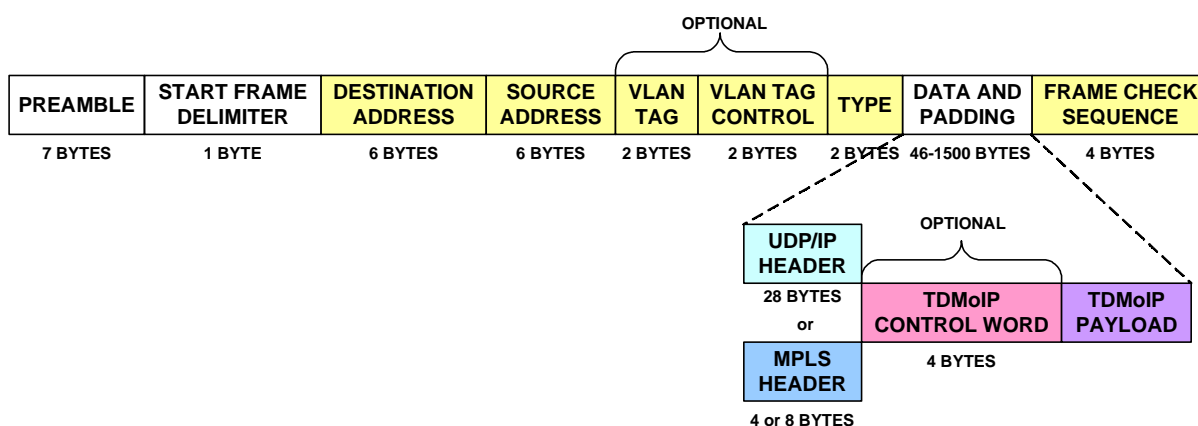 OPTIONAL
PREAMBLE
START FRAME
DELIMITER
DESTINATION
ADDRESS
SOURCE
ADDRESS
VLAN
TAG
VLAN TAG
CONTROL
TYPE
DATA AND
PADDING
FRAME CHECK
SEQUENCE
7 BYTES
1 BYTE
6 BYTES
6 BYTES
2 BYTES
2 BYTES
2 BYTES
46-1500 BYTES
4 BYTES
OPTIONAL
UDP/IP
HEADER
28 BYTES
or
TDMoIP
CONTROL WORD
TDMoIP
PAYLOAD
MPLS
HEADER
4 BYTES
4 or 8 BYTES